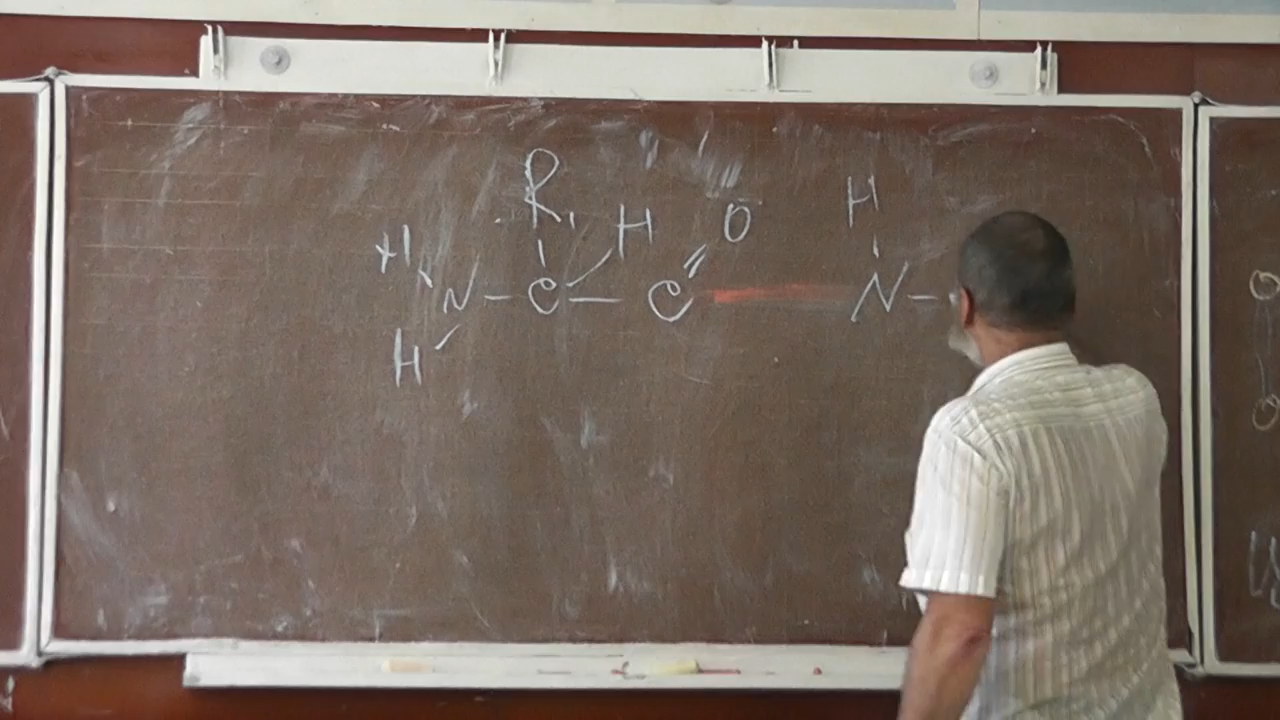 R₁
H H O H
N – C – C — N –
H